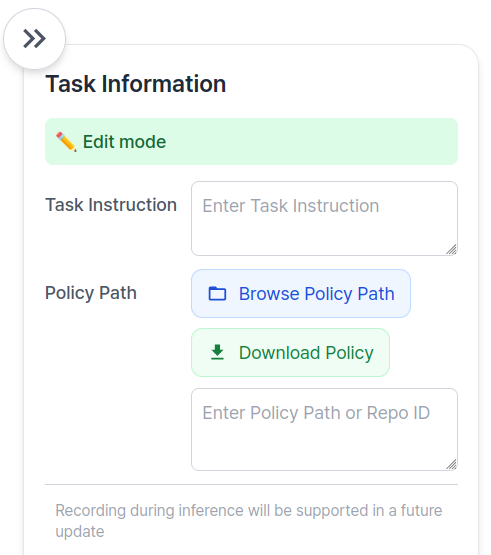 Task Information
Edit mode
Task Instruction
Enter Task Instruction
Policy Path
Browse Policy Path
Download Policy
Enter Policy Path or Repo ID
Recording during inference will be supported in a future
update